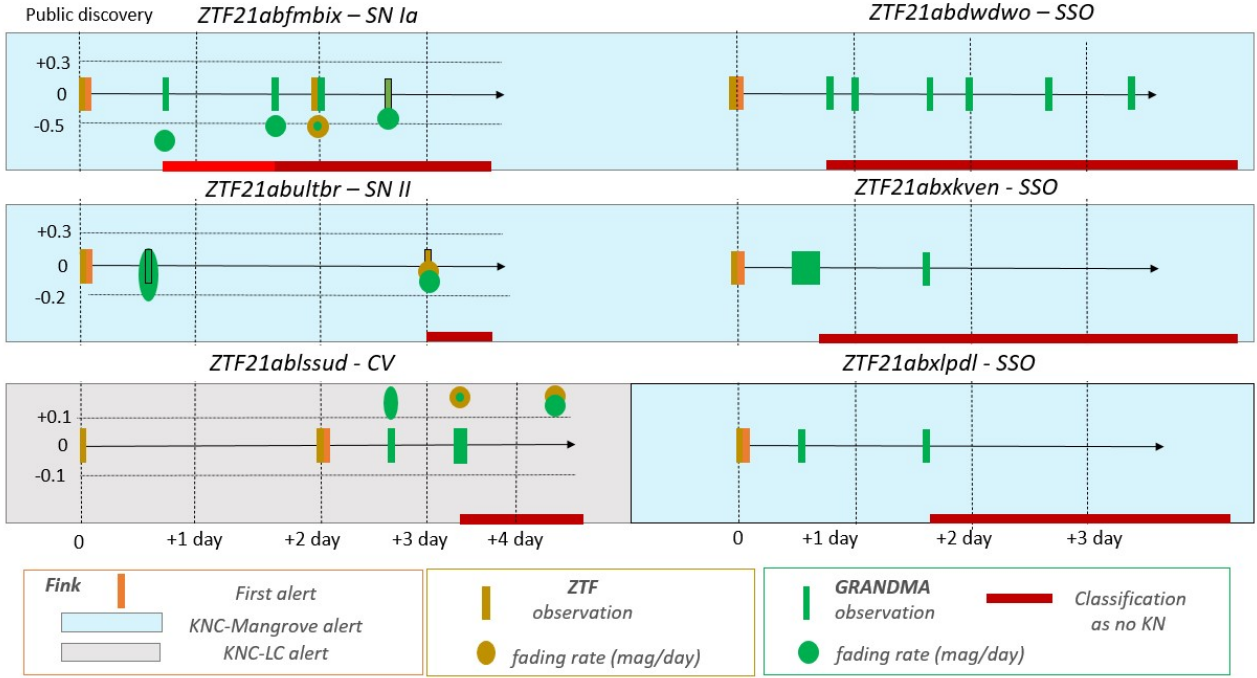 Public discovery
ZTF21abfmbix – SN Ia
ZTF21abdwdwo – SSO
+0.3
0
-0.5
ZTF21abultbr – SN II
ZTF21abxkven - SSO
+0.3
0
-0.2
ZTF21ablssud - CV
ZTF21abxlpdl - SSO
+0.1
0
-0.1
0 +1 day +2 day +3 day +4 day
0 +1 day +2 day +3 day
Fink
First alert
KNC-Mangrove alert
KNC-LC alert
ZTF
observation
fading rate (mag/day)
GRANDMA
observation
fading rate (mag/day)
Classification
as no KN